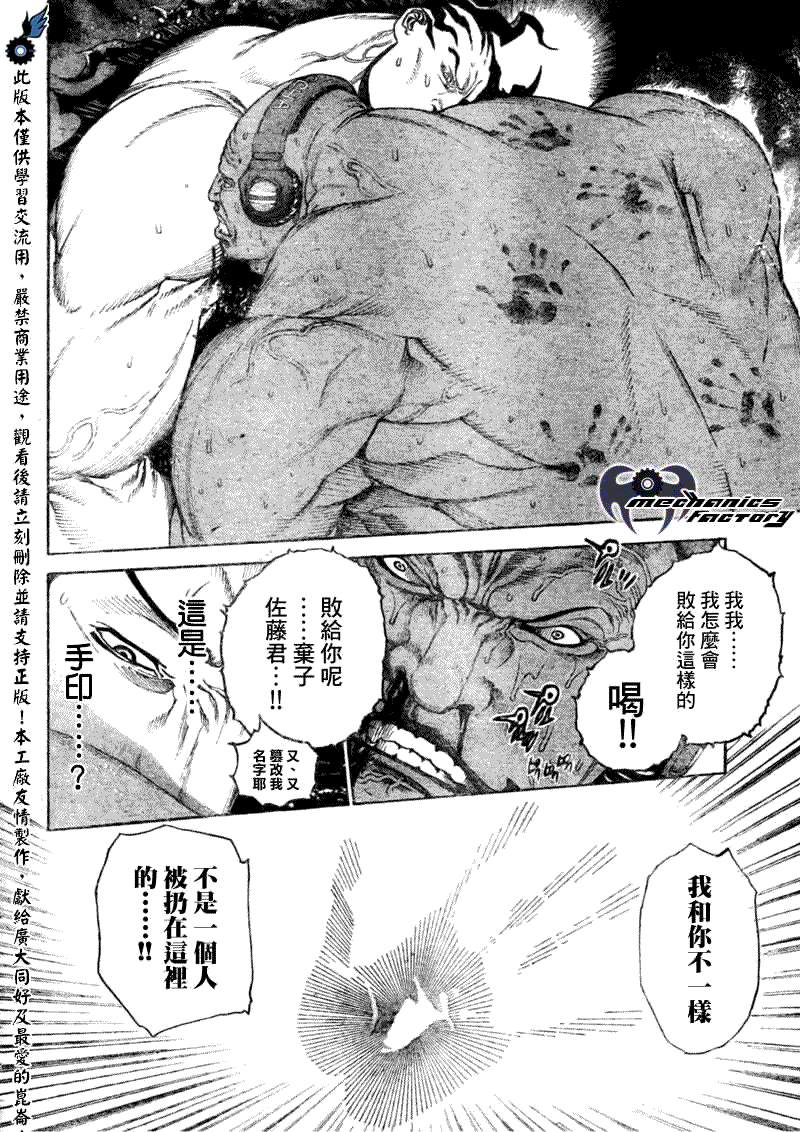 此版本僅供學習交流用，嚴禁商業用途，觀看後請立刻刪除並請支持正版！本工廠友情製作，獻給廣大同好及最愛的崑崙
mechanics
factory
我我……
我怎麼會
敗給你這樣的
喝!!
敗給你呢
……棄子
佐藤君…!!
又、又
篡改我
名字耶
這是……
手印………？
我和你不一樣
不是一個人
被扔在這裡
的……!!